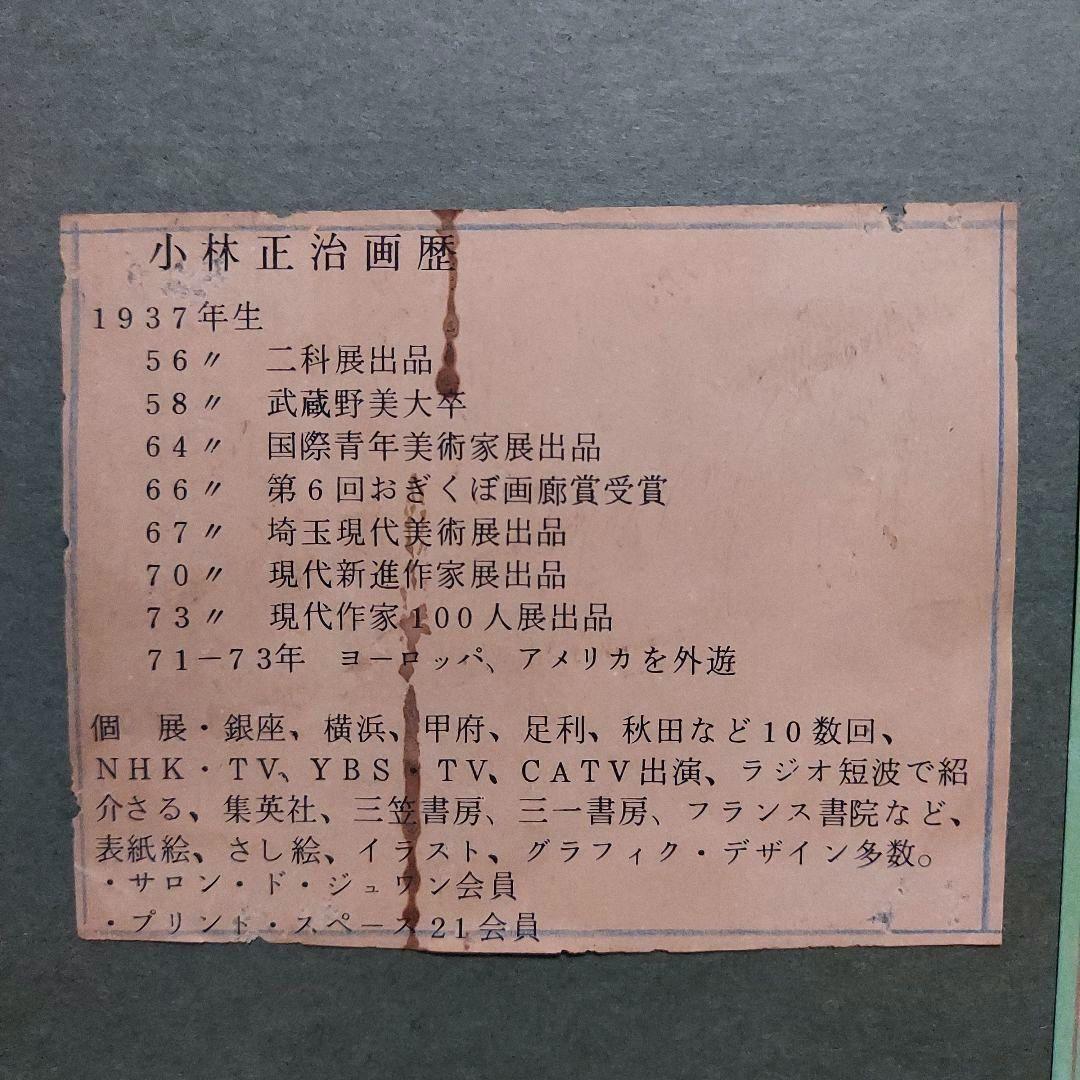 小林正治画歴
1937年生
56〃 二科展出品
58〃 武蔵野美大卒
64〃 国際青年美術家展出品
66〃 第6回おぎくぼ画廊賞受賞
67〃 埼玉現代美術展出品
70〃 現代新進作家展出品
73〃 現代作家100人展出品
71−73年 ヨーロッパ、アメリカを外遊
個 展・銀座、横浜、甲府、足利、秋田など10数回、
NHK・TV、YBS・TV、CATV出演、ラジオ短波で紹
介さる、集英社、三笠書房、三一書房、フランス書院など、
表紙絵、さし絵、イラスト、グラフィク・デザイン多数。
・サロン・ド・ジュワン会員
・プリント・スペース21会員